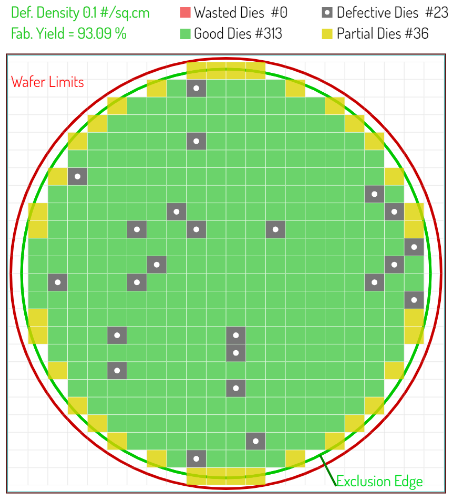 Def. Density 0.1 #/sq.cm
Wasted Dies #0
Defective Dies #23
Fab. Yield = 93.09 %
Good Dies #313
Partial Dies #36
Wafer Limits
Exclusion Edge